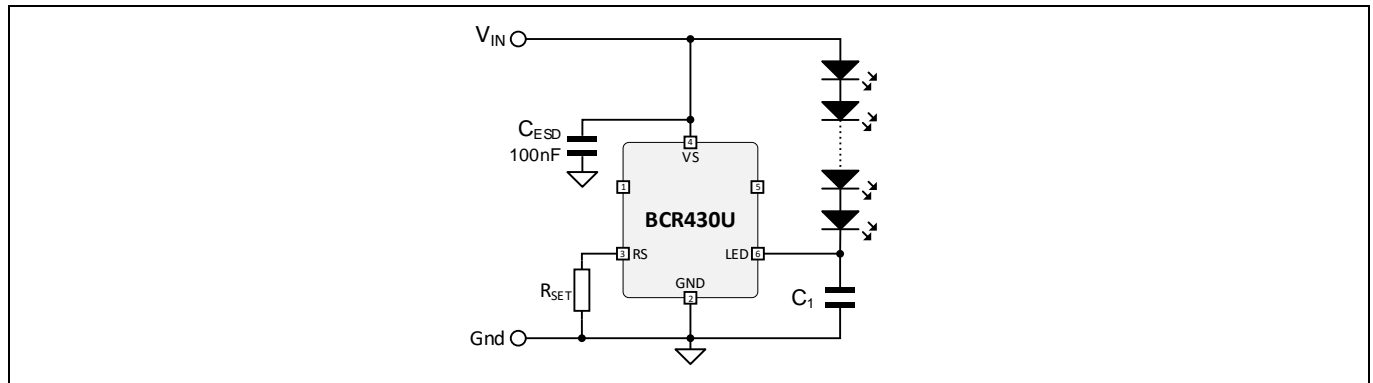 VIN
CESD
100nF
4
VS
1
5
BCR430U
3
RS
LED
6
GND
2
RSET
C1
Gnd